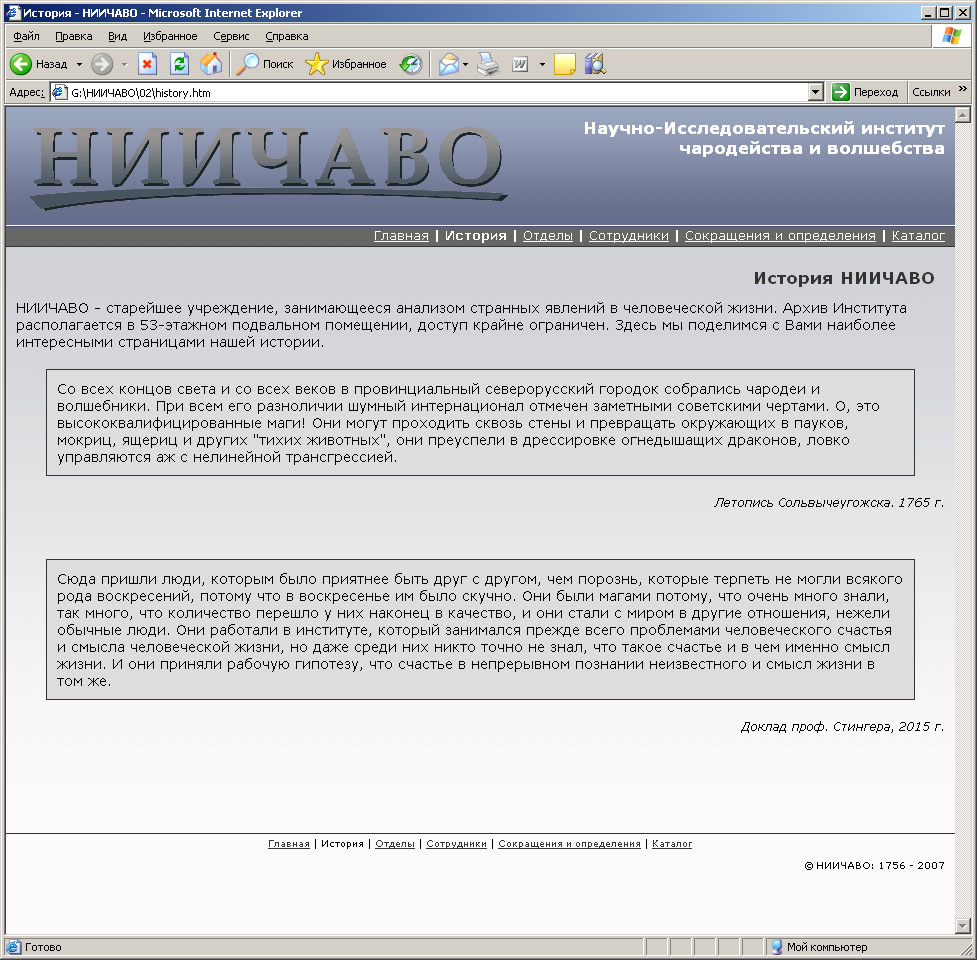 История - НИИЧАВО - Microsoft Internet Explorer
Файл Правка Вид Избранное Сервис Справка
Назад Поиск Избранное
Адрес: G:\НИИЧАВО\02\history.htm Переход Ссылки »
НИИЧАВО
Научно-Исследовательский институт
чародейства и волшебства
Главная | История | Отделы | Сотрудники | Сокращения и определения | Каталог
История НИИЧАВО
НИИЧАВО - старейшее учреждение, занимающееся анализом странных явлений в человеческой жизни. Архив Института
располагается в 53-этажном подвальном помещении, доступ крайне ограничен. Здесь мы поделимся с Вами наиболее
интересными страницами нашей истории.
Со всех концов света и со всех веков в провинциальный северорусский городок собрались чародеи и
волшебники. При всем его разноличии шумный интернационал отмечен заметными советскими чертами. О, это
высококвалифицированные маги! Они могут проходить сквозь стены и превращать окружающих в пауков,
мокриц, ящериц и других "тихих животных", они преуспели в дрессировке огнедышащих драконов, ловко
управляются аж с нелинейной трансгрессией.
Летопись Сольвычеугожска. 1765 г.
Сюда пришли люди, которым было приятнее быть друг с другом, чем порознь, которые терпеть не могли всякого
рода воскресений, потому что в воскресенье им было скучно. Они были магами потому, что очень много знали,
так много, что количество перешло у них наконец в качество, и они стали с миром в другие отношения, нежели
обычные люди. Они работали в институте, который занимался прежде всего проблемами человеческого счастья
и смысла человеческой жизни, но даже среди них никто точно не знал, что такое счастье и в чем именно смысл
жизни. И они приняли рабочую гипотезу, что счастье в непрерывном познании неизвестного и смысл жизни в
том же.
Доклад проф. Стингера, 2015 г.
Главная | История | Отделы | Сотрудники | Сокращения и определения | Каталог
© НИИЧАВО: 1756 - 2007
Готово Мой компьютер